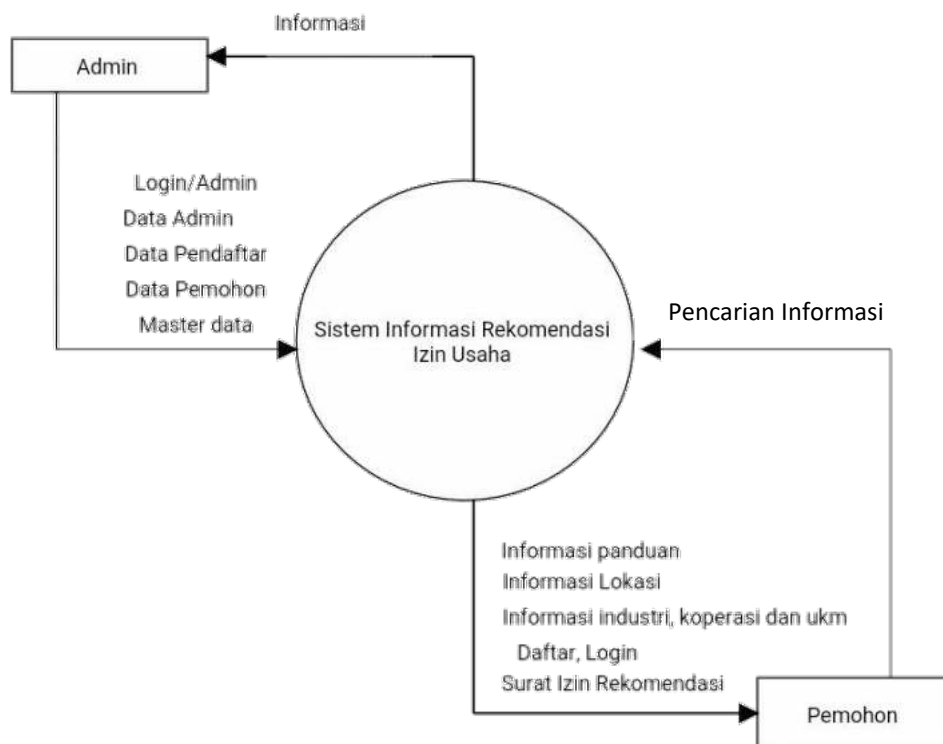 Informasi
Admin
Login/Admin
Data Admin
Data Pendaftar
Data Pemohon
Master data
Sistem Informasi Rekomendasi
Izin Usaha
Pencarian Informasi
Informasi panduan
Informasi Lokasi
Informasi industri, koperasi dan ukm
Daftar, Login
Surat Izin Rekomendasi
Pemohon